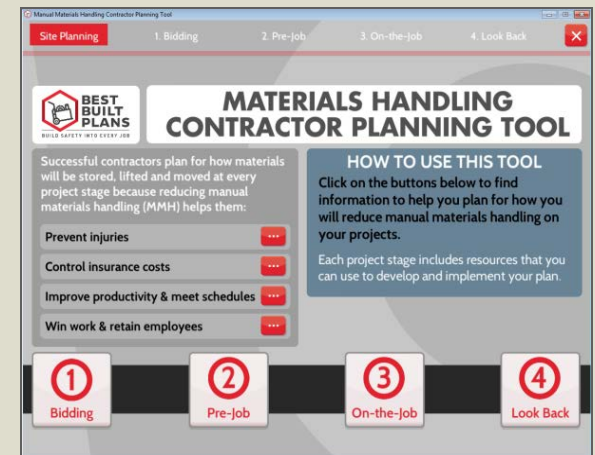 Manual Materials Handling Contractor Planning Tool
Site Planning
1. Bidding
2. Pre-Job
3. On-the-Job
4. Look Back
BEST
BUILT
PLANS
BUILD SAFETY INTO EVERY JOB
MATERIALS HANDLING
CONTRACTOR PLANNING TOOL
Successful contractors plan for how materials
will be stored, lifted and moved at every
project stage because reducing manual
materials handling (MMH) helps them:
Prevent injuries
Control insurance costs
Improve productivity & meet schedules
Win work & retain employees
HOW TO USE THIS TOOL
Click on the buttons below to find
information to help you plan for how you
will reduce manual materials handling on
your projects.
Each project stage includes resources that you
can use to develop and implement your plan.
1
Bidding
2
Pre-Job
3
On-the-Job
4
Look Back